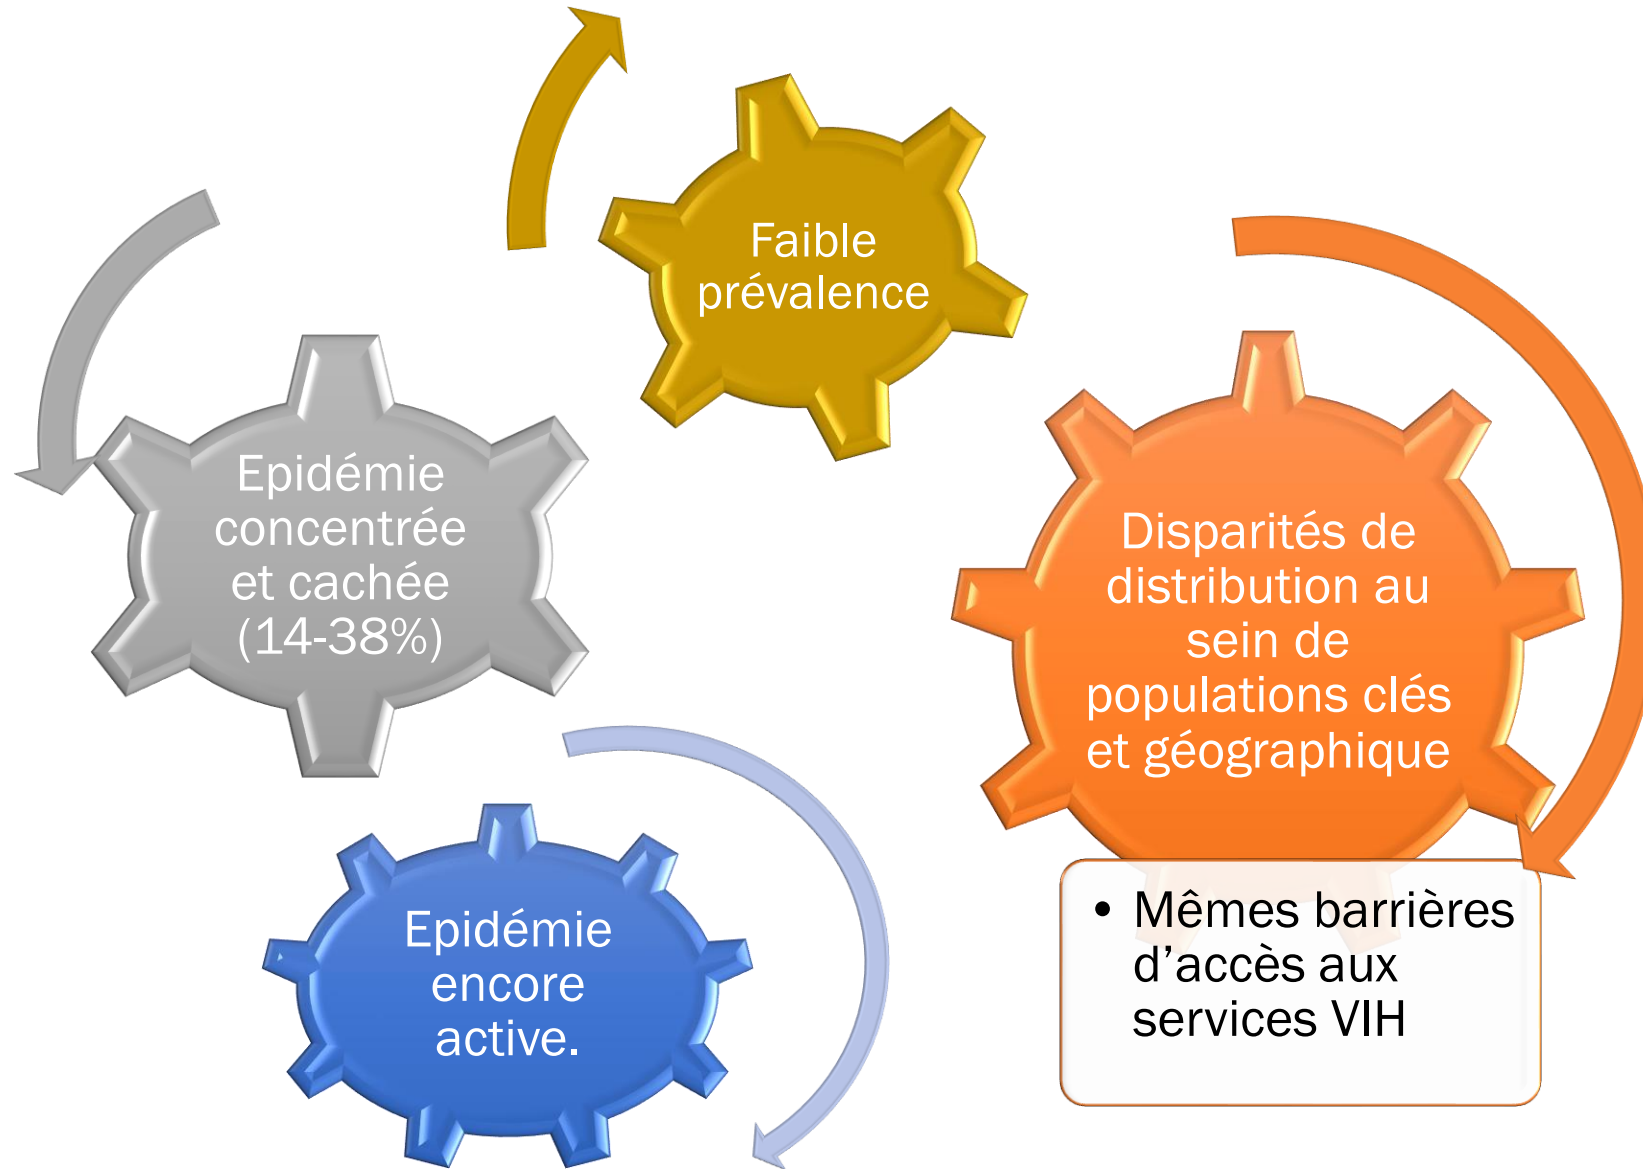 Faible
prévalence
Epidémie
concentrée
et cachée
(14-38%)
Disparités de
distribution au
sein de
populations clés
et géographique
• Mêmes barrières
d’accès aux
services VIH
Epidémie
encore
active.